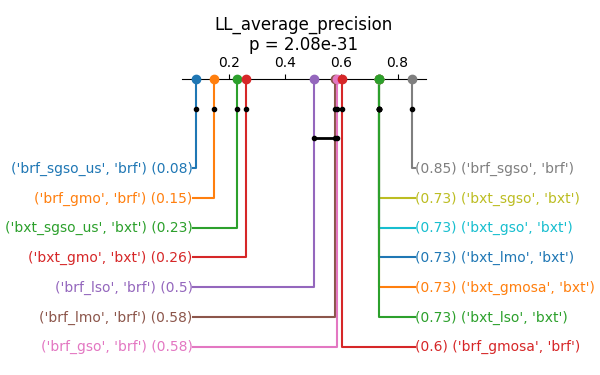 LL_average_precision
p = 2.08e-31
0.2 0.4 0.6 0.8
('brf_sgso_us', 'brf') (0.08)
(0.85) ('brf_sgso', 'brf')
('brf_gmo', 'brf') (0.15)
(0.73) ('bxt_sgso', 'bxt')
('bxt_sgso_us', 'bxt') (0.23)
(0.73) ('bxt_gso', 'bxt')
('bxt_gmo', 'bxt') (0.26)
(0.73) ('bxt_lmo', 'bxt')
('brf_lso', 'brf') (0.5)
(0.73) ('bxt_gmosa', 'bxt')
('brf_lmo', 'brf') (0.58)
(0.73) ('bxt_lso', 'bxt')
('brf_gso', 'brf') (0.58)
(0.6) ('brf_gmosa', 'brf')